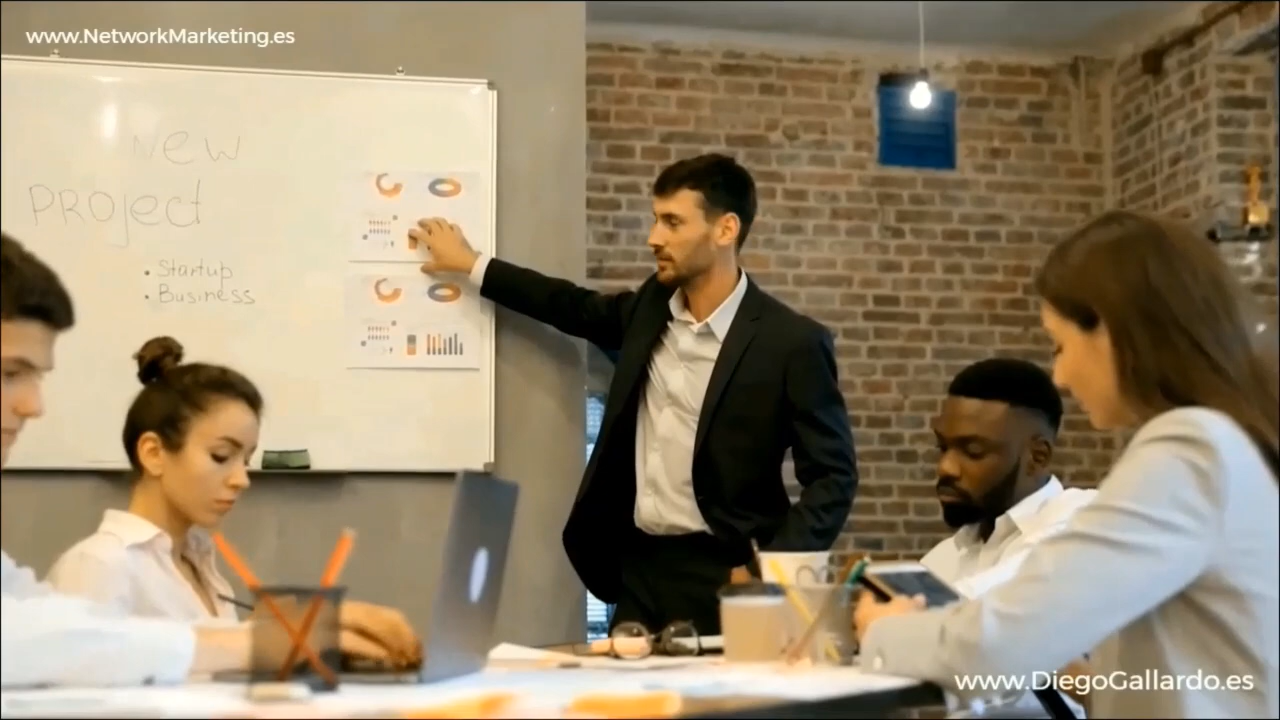 www.NetworkMarketing.es
New
PROject
• Startup
• Business
www.DiegoGallardo.es